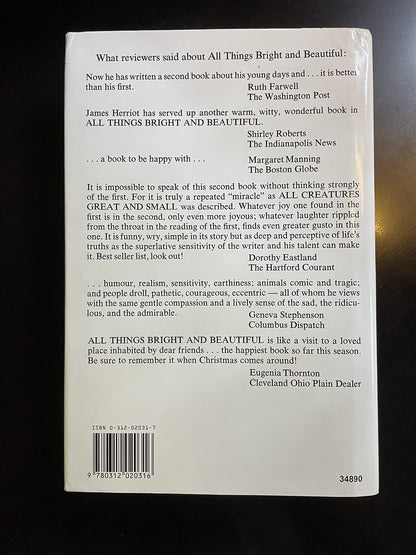 What reviewers said about All Things Bright and Beautiful:
Now he has written a second book about his young days and . . . it is better
than his first.
Ruth Farwell
The Washington Post
James Herriot has served up another warm, witty, wonderful book in
ALL THINGS BRIGHT AND BEAUTIFUL.
Shirley Roberts
The Indianapolis News
. . . a book to be happy with . . .
Margaret Manning
The Boston Globe
It is impossible to speak of this second book without thinking strongly
of the first. For it is truly a repeated "miracle" as ALL CREATURES
GREAT AND SMALL was described. Whatever joy one found in the
first is in the second, only even more joyous; whatever laughter rippled
from the throat in the reading of the first, finds even greater gusto in this
one. It is funny, wry, simple in its story but as deep and perceptive of life's
truths as the superlative sensitivity of the writer and his talent can make
it. Best seller list, look out!
Dorothy Eastland
The Hartford Courant
. . . humour, realism, sensitivity, earthiness; animals comic and tragic;
and people droll, pathetic, courageous, eccentric — all of whom he views
with the same gentle compassion and a lively sense of the sad, the ridicu-
lous, and the admirable.
Geneva Stephenson
Columbus Dispatch
ALL THINGS BRIGHT AND BEAUTIFUL is like a visit to a loved
place inhabited by dear friends . . . the happiest book so far this season.
Be sure to remember it when Christmas comes around!
Eugenia Thornton
Cleveland Ohio Plain Dealer
ISBN 0-312-02031-7
9 780312 020316
34890